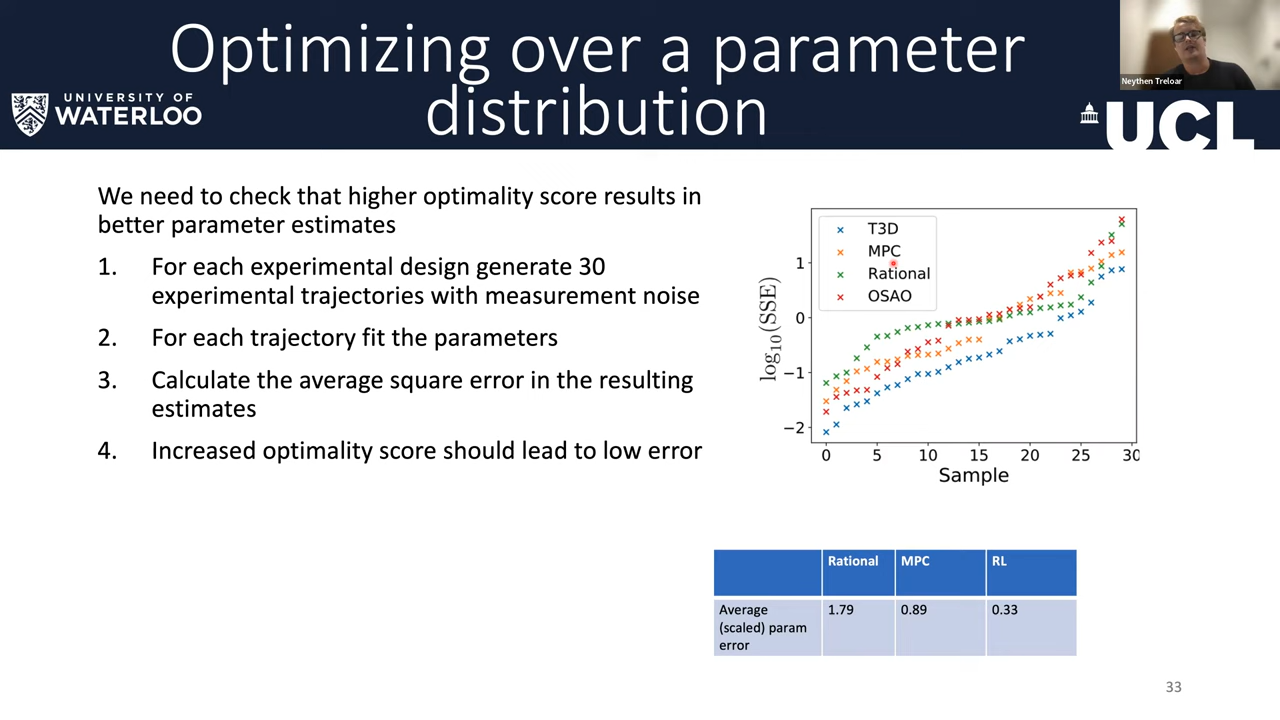 Optimizing over a parameter
distribution
UNIVERSITY OF
WATERLOO
Neythen Treloar
UCL
We need to check that higher optimality score results in
better parameter estimates
1. For each experimental design generate 30
experimental trajectories with measurement noise
2. For each trajectory fit the parameters
3. Calculate the average square error in the resulting
estimates
4. Increased optimality score should lead to low error
T3D
MPC
Rational
OSAO
log10(SSE)
1
0
−1
−2
0 5 10 15 20 25 30
Sample
Rational MPC RL
Average 1.79 0.89 0.33
(scaled) param
error
33